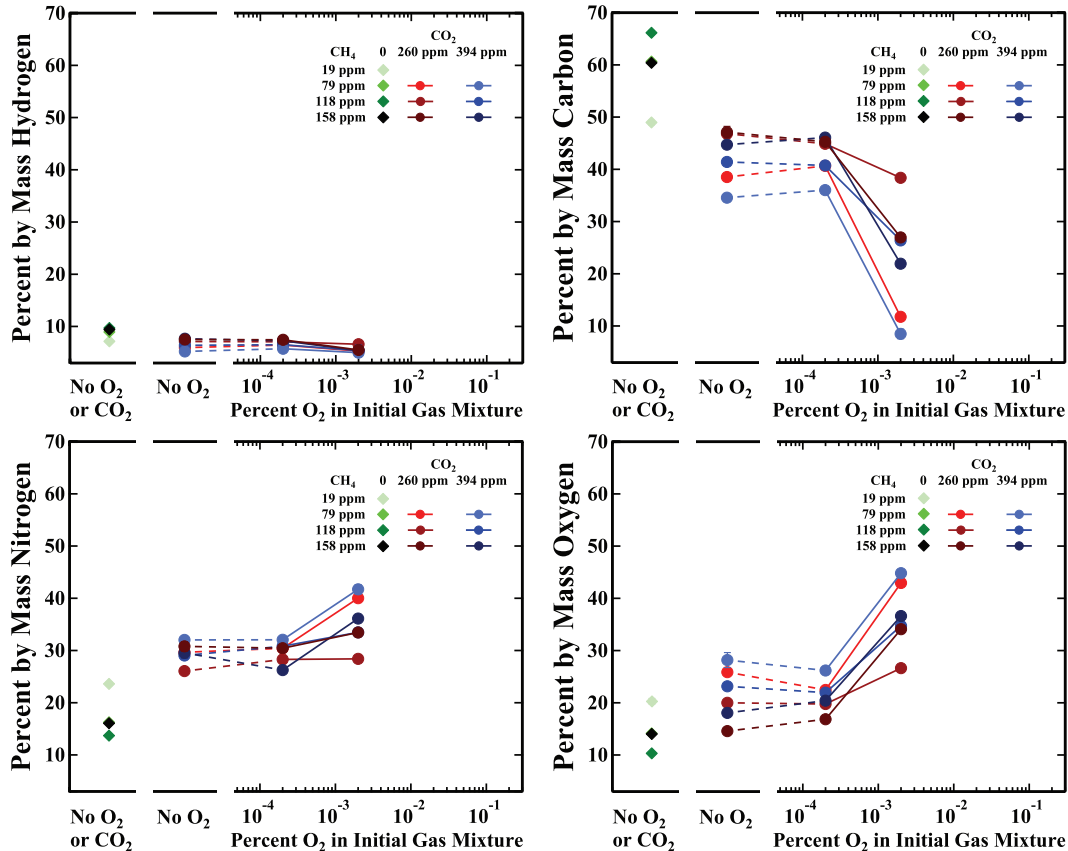 Percent by Mass Hydrogen
70
60
50
40
30
20
10
CO2
CH4 0 260 ppm 394 ppm
19 ppm
79 ppm
118 ppm
158 ppm
No O2
or CO2
No O2
10-4 10-3 10-2 10-1
Percent O2 in Initial Gas Mixture
Percent by Mass Carbon
70
60
50
40
30
20
10
CO2
CH4 0 260 ppm 394 ppm
19 ppm
79 ppm
118 ppm
158 ppm
No O2
or CO2
No O2
10-4 10-3 10-2 10-1
Percent O2 in Initial Gas Mixture
Percent by Mass Nitrogen
70
60
50
40
30
20
10
CO2
CH4 0 260 ppm 394 ppm
19 ppm
79 ppm
118 ppm
158 ppm
No O2
or CO2
No O2
10-4 10-3 10-2 10-1
Percent O2 in Initial Gas Mixture
Percent by Mass Oxygen
70
60
50
40
30
20
10
CO2
CH4 0 260 ppm 394 ppm
19 ppm
79 ppm
118 ppm
158 ppm
No O2
or CO2
No O2
10-4 10-3 10-2 10-1
Percent O2 in Initial Gas Mixture